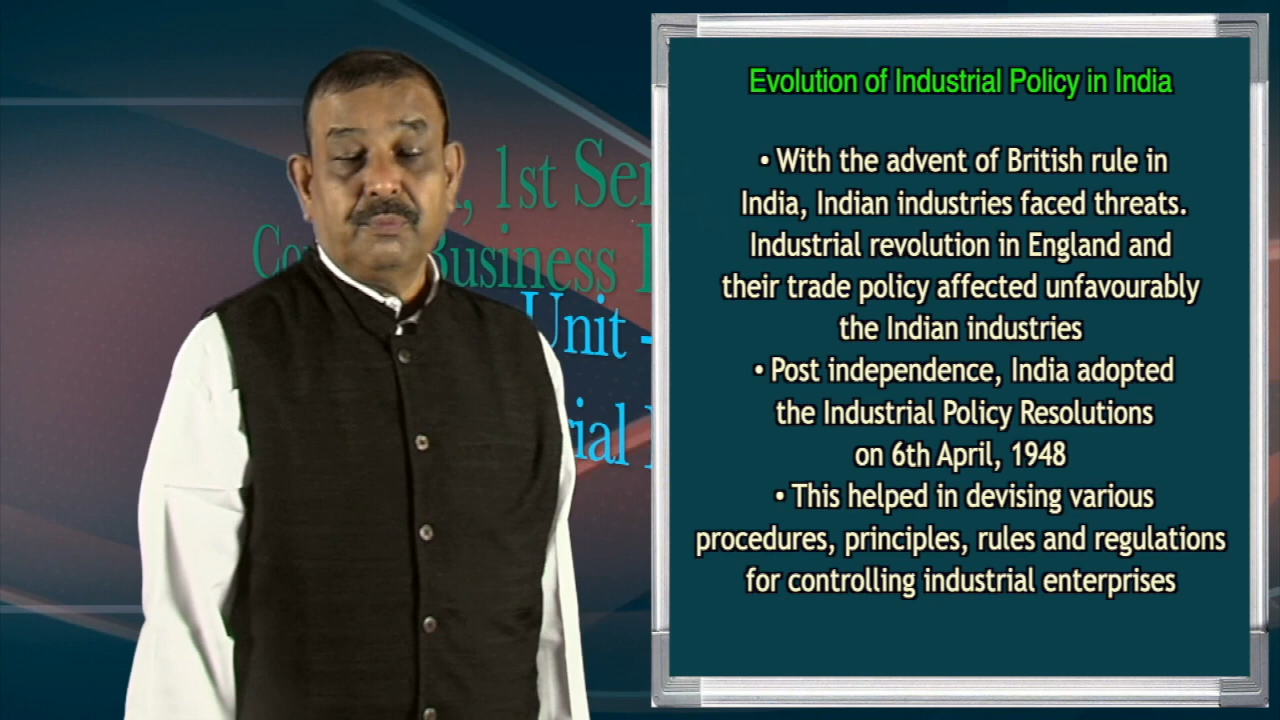 Evolution of Industrial Policy in India
• With the advent of British rule in
India, Indian industries faced threats.
Industrial revolution in England and
their trade policy affected unfavourably
the Indian industries
• Post independence, India adopted
the Industrial Policy Resolutions
on 6th April, 1948
• This helped in devising various
procedures, principles, rules and regulations
for controlling industrial enterprises
1st
Business
Unit -